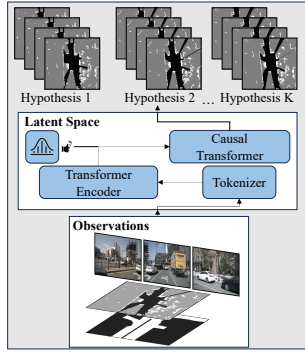 Hypothesis 1 Hypothesis 2 ... Hypothesis K
Latent Space
Causal
Transformer
Transformer
Encoder
Tokenizer
Observations